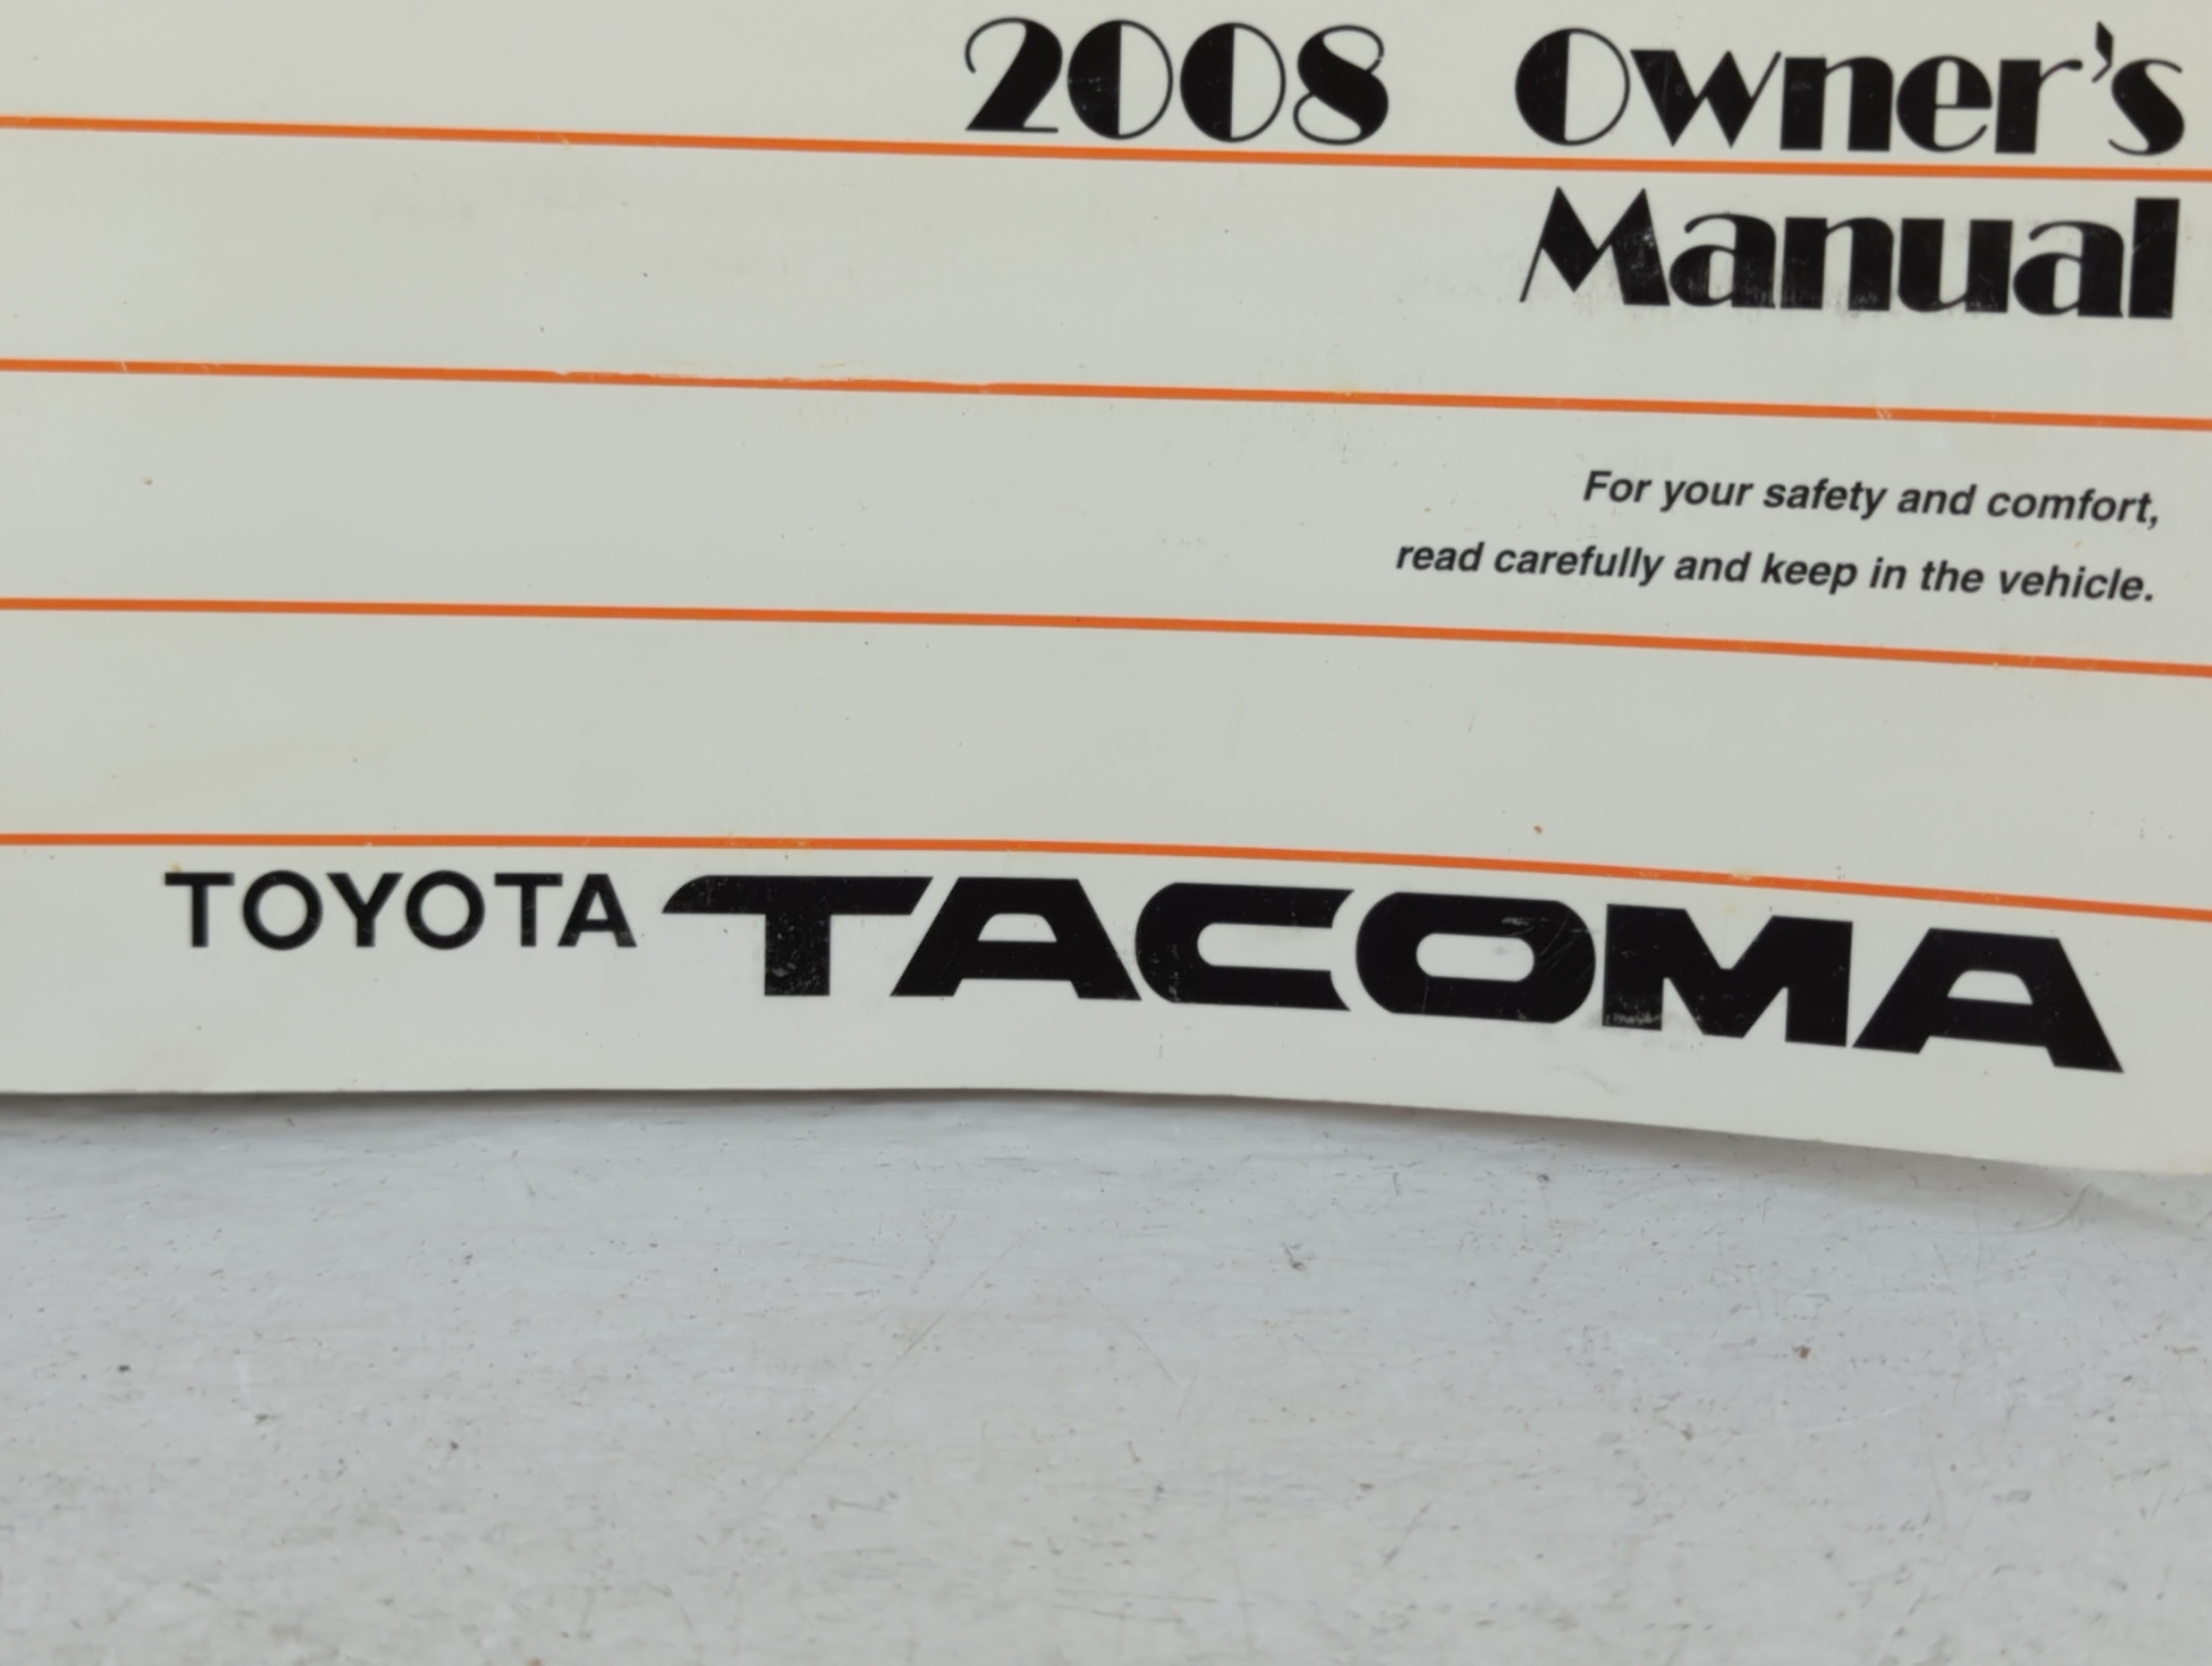 2008 Owner's
Manual
For your safety and comfort,
read carefully and keep in the vehicle.
TOYOTA TACOMA